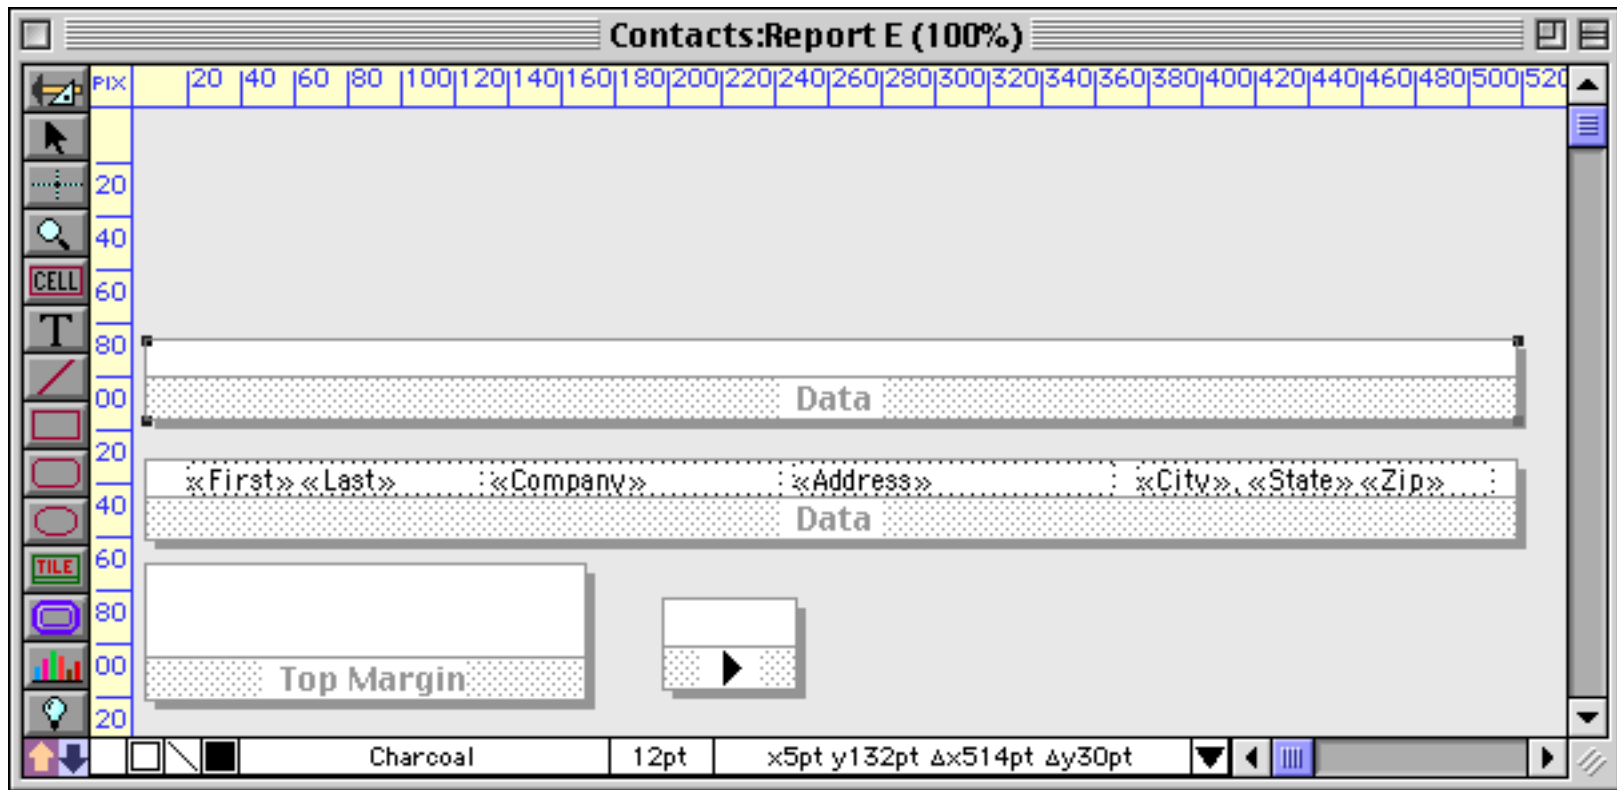 Contacts:Report E (100%)
PIX 20 40 60 80 100 120 140 160 180 200 220 240 260 280 300 320 340 360 380 400 420 440 460 480 500 520
20
40
CELL
60
T
80
00
Data
20
«First» «Last» «Company» «Address» «City», «State» «Zip»
40
Data
TILE
60
80
00
Top Margin
20
Charcoal 12pt x5pt y132pt Δx514pt Δy30pt